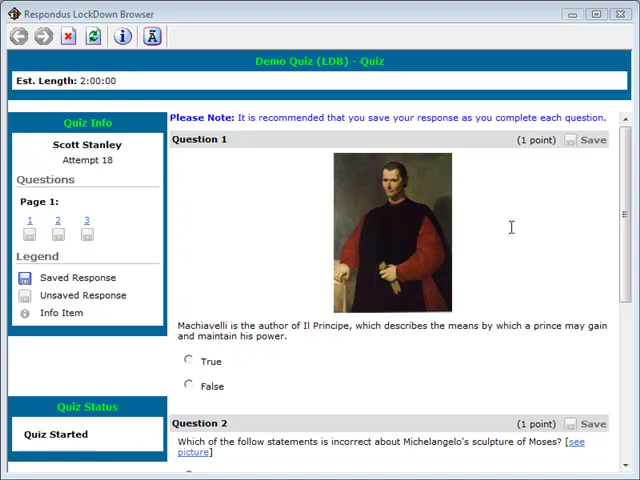 Respondus LockDown Browser
Demo Quiz (LDB) - Quiz
Est. Length: 2:00:00
Quiz Info
Scott Stanley
Attempt 18
Questions
Page 1:
1 2 3
Legend
Saved Response
Unsaved Response
Info Item
Quiz Status
Quiz Started
Please Note: It is recommended that you save your response as you complete each question.
Question 1 (1 point) Save
Machiavelli is the author of Il Principe, which describes the means by which a prince may gain
and maintain his power.
True
False
Question 2 (1 point) Save
Which of the follow statements is incorrect about Michelangelo's sculpture of Moses? [see
picture]